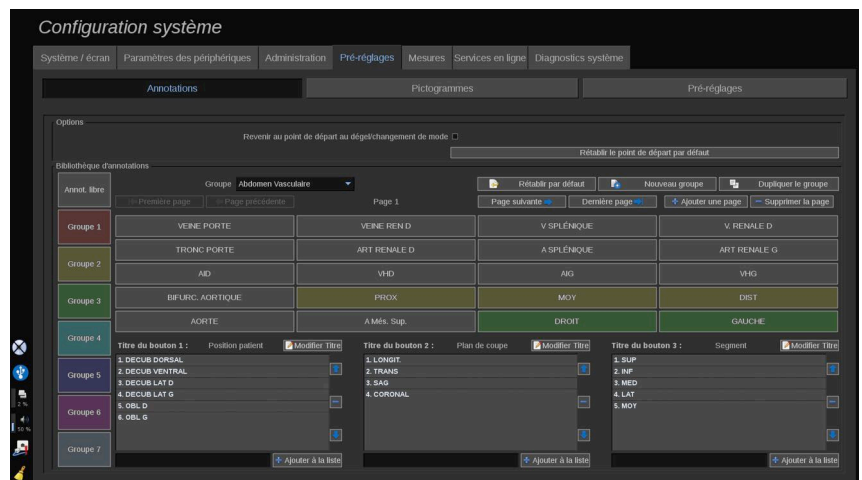 Configuration système
Système / écran Paramètres des périphériques Administration Pré-réglages Mesures Services en ligne Diagnostics système
Annotations Pictogrammes Pré-réglages
Options
Revenir au point de départ au dégel/changement de mode
Rétablir le point de départ par défaut
Bibliothèque d'annotations
Annot. libre Groupe Abdomen Vasculaire Rétablir par défaut Nouveau groupe Dupliquer le groupe
Première page Page précédente Page 1 Page suivante Dernière page Ajouter une page Supprimer la page
Groupe 1 VEINE PORTE VEINE REN D V SPLÉNIQUE V. RENALE D
TRONC PORTE ART RENALE D A SPLÉNIQUE ART RENALE G
Groupe 2 AID VHD AIG VHG
Groupe 3 BIFURC. AORTIQUE PROX MOY DIST
AORTE A Més. Sup. DROIT GAUCHE
Groupe 4
Titre du bouton 1 : Position patient Modifier Titre Titre du bouton 2 : Plan de coupe Modifier Titre Titre du bouton 3 : Segment Modifier Titre
1. DECUB DORSAL 1. LONGIT. 1. SUP
2. DECUB VENTRAL 2. TRANS 2. INF
Groupe 5 3. DECUB LAT D 3. SAG 3. MED
4. DECUB LAT G 4. CORONAL 4. LAT
2 % 5. OBL D 5. MOY
Groupe 6 6. OBL G
50 %
Groupe 7
Ajouter à la liste Ajouter à la liste Ajouter à la liste